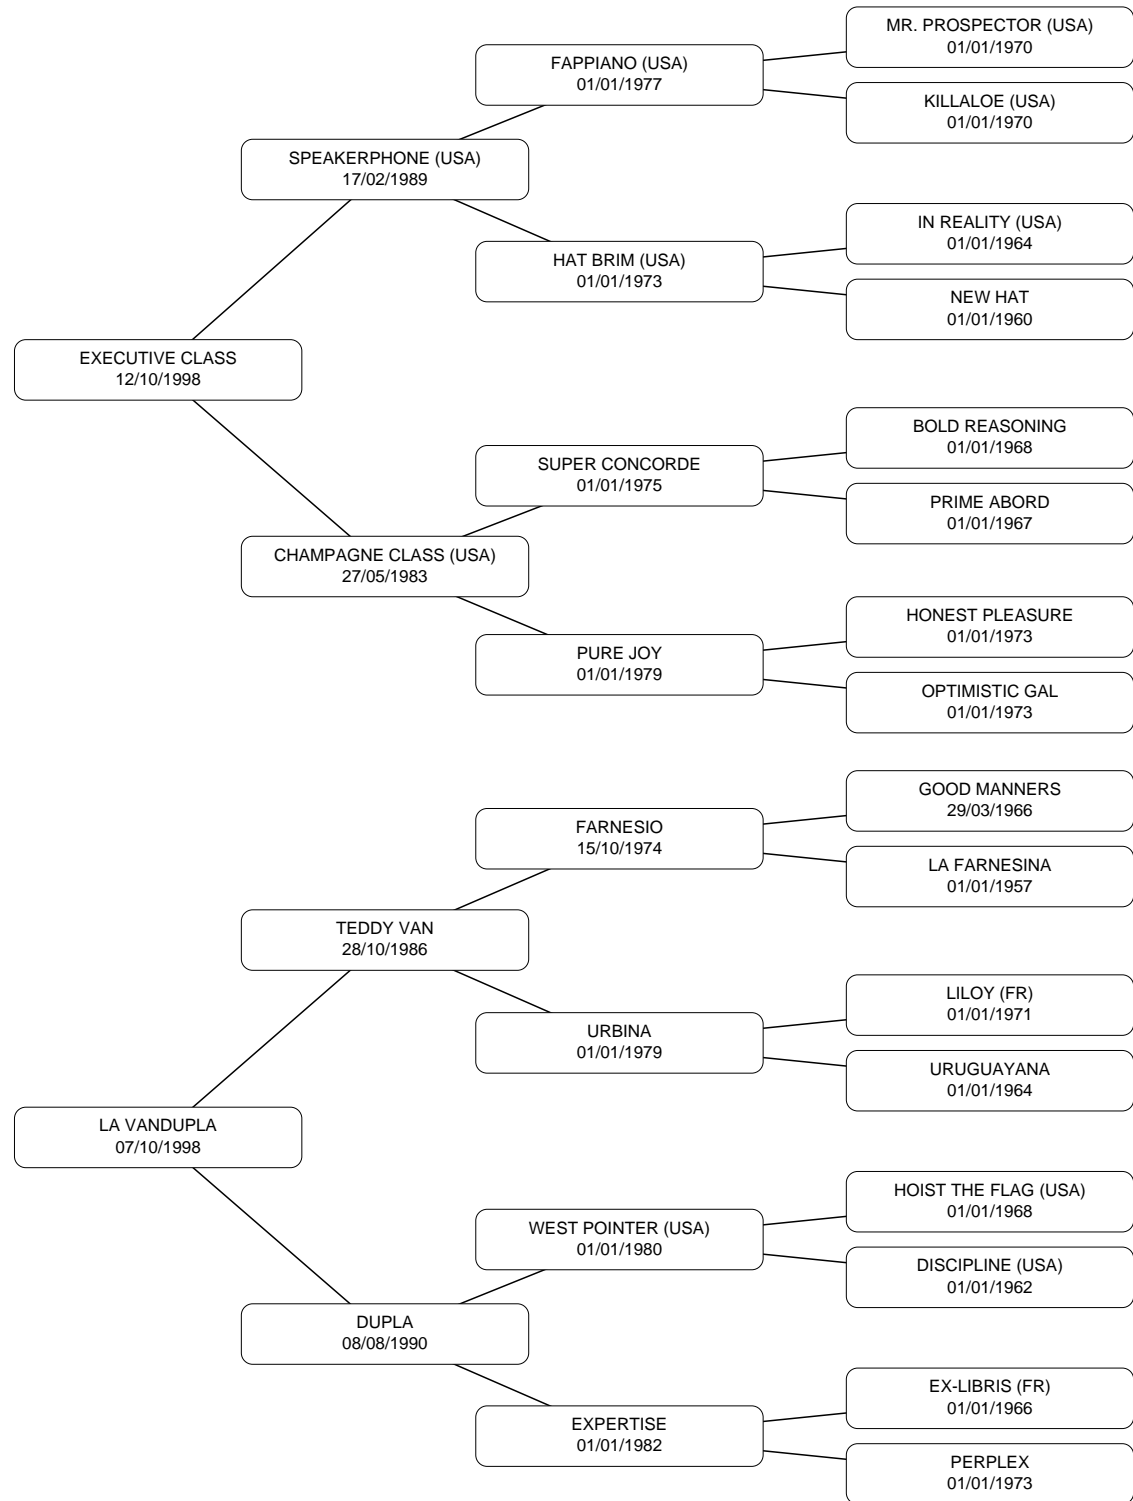 MR. PROSPECTOR (USA)
01/01/1970
FAPPIANO (USA)
01/01/1977
KILLALOE (USA)
01/01/1970
SPEAKERPHONE (USA)
17/02/1989
IN REALITY (USA)
01/01/1964
HAT BRIM (USA)
01/01/1973
NEW HAT
01/01/1960
EXECUTIVE CLASS
12/10/1998
BOLD REASONING
01/01/1968
SUPER CONCORDE
01/01/1975
PRIME ABORD
01/01/1967
CHAMPAGNE CLASS (USA)
27/05/1983
HONEST PLEASURE
01/01/1973
PURE JOY
01/01/1979
OPTIMISTIC GAL
01/01/1973
GOOD MANNERS
29/03/1966
FARNESIO
15/10/1974
LA FARNESINA
01/01/1957
TEDDY VAN
28/10/1986
LILOY (FR)
01/01/1971
URBINA
01/01/1979
URUGUAYANA
01/01/1964
LA VANDUPLA
07/10/1998
HOIST THE FLAG (USA)
01/01/1968
WEST POINTER (USA)
01/01/1980
DISCIPLINE (USA)
01/01/1962
DUPLA
08/08/1990
EX-LIBRIS (FR)
01/01/1966
EXPERTISE
01/01/1982
PERPLEX
01/01/1973